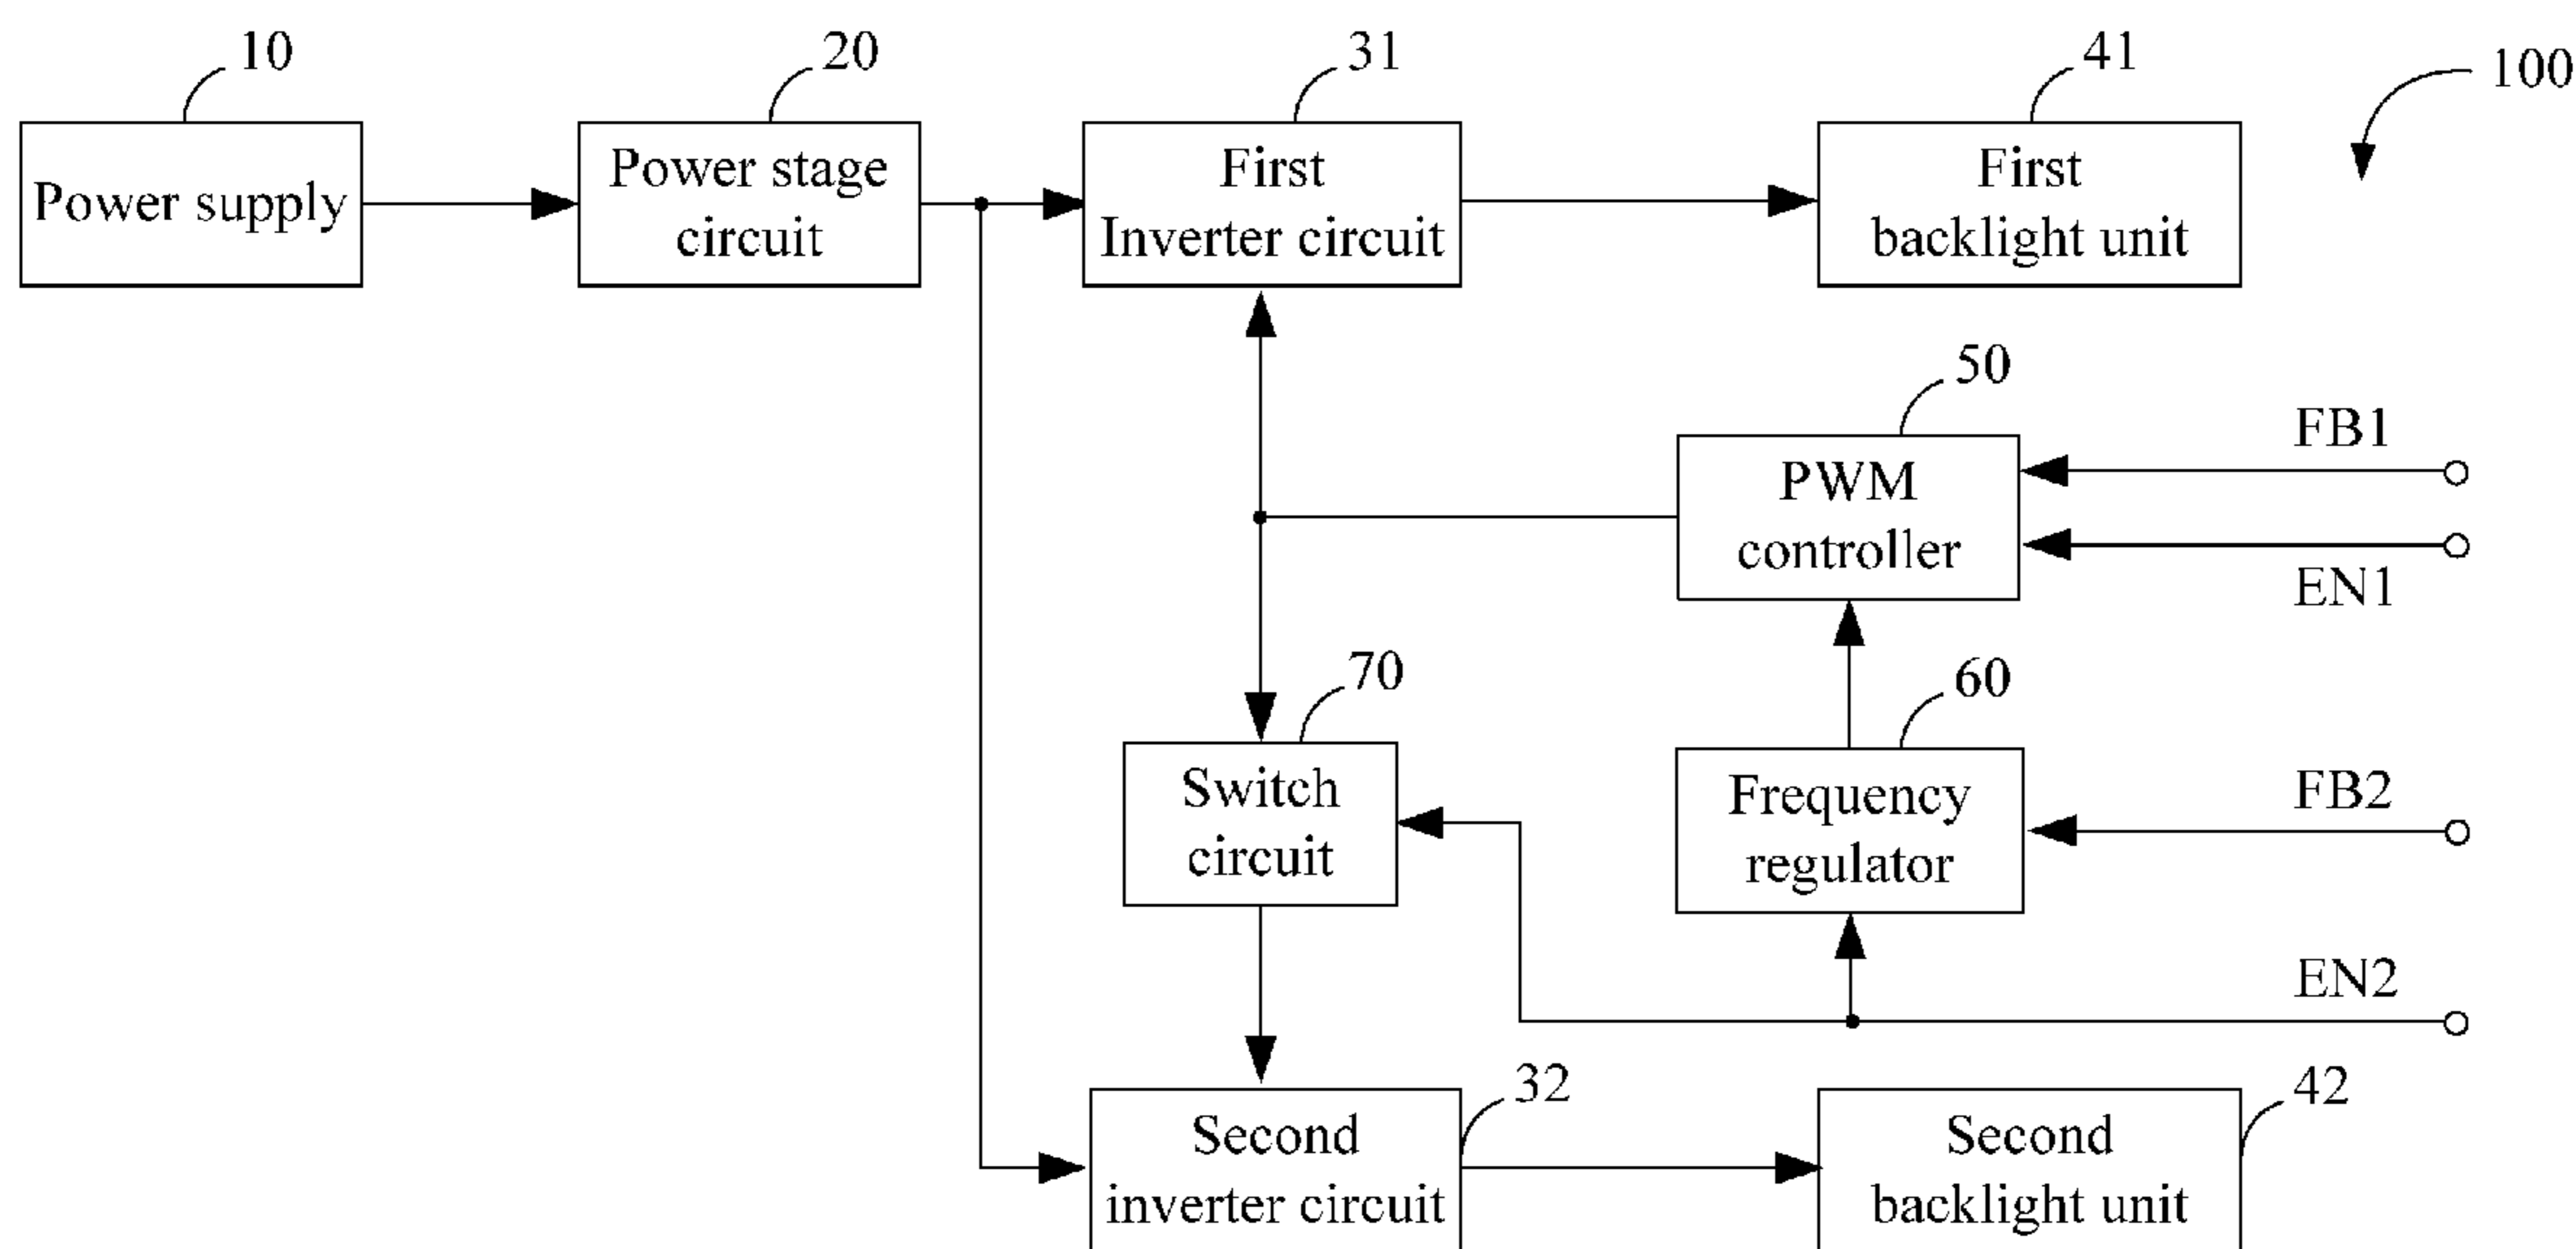 10
20
31
41
100
Power supply
Power stage
circuit
First
Inverter circuit
First
backlight unit
50
FB1
PWM
controller
EN1
70
60
Switch
circuit
Frequency
regulator
FB2
EN2
32
42
Second
inverter circuit
Second
backlight unit